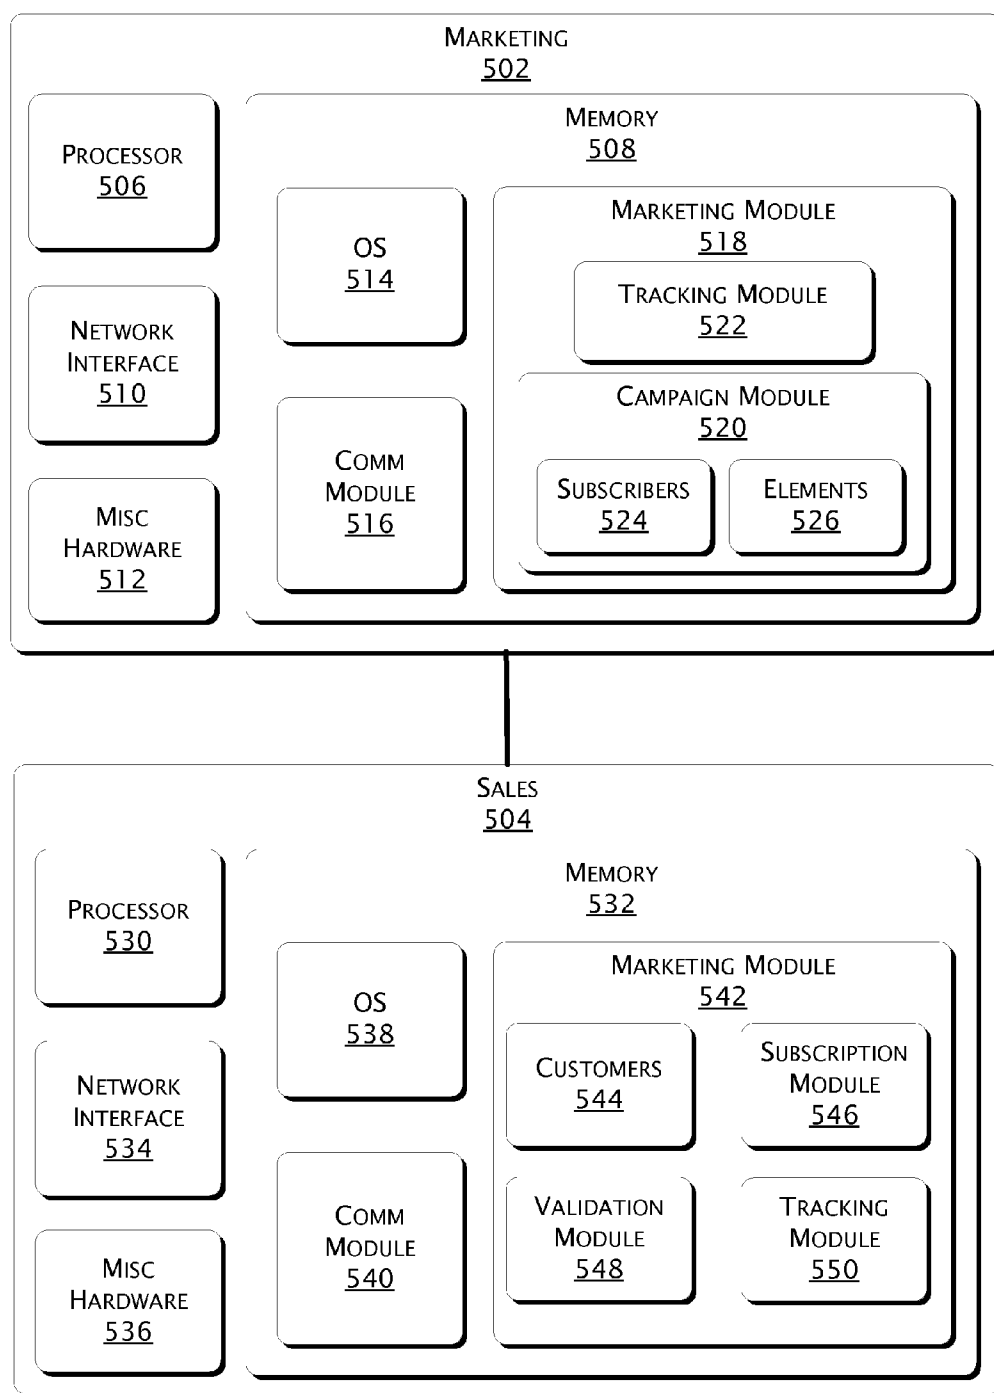 MARKETING
502
PROCESSOR
506
NETWORK
INTERFACE
510
MISC
HARDWARE
512
MEMORY
508
OS
514
COMM
MODULE
516
MARKETING MODULE
518
TRACKING MODULE
522
CAMPAIGN MODULE
520
SUBSCRIBERS
524
ELEMENTS
526
SALES
504
PROCESSOR
530
NETWORK
INTERFACE
534
MISC
HARDWARE
536
MEMORY
532
OS
538
COMM
MODULE
540
MARKETING MODULE
542
CUSTOMERS
544
SUBSCRIPTION
MODULE
546
VALIDATION
MODULE
548
TRACKING
MODULE
550